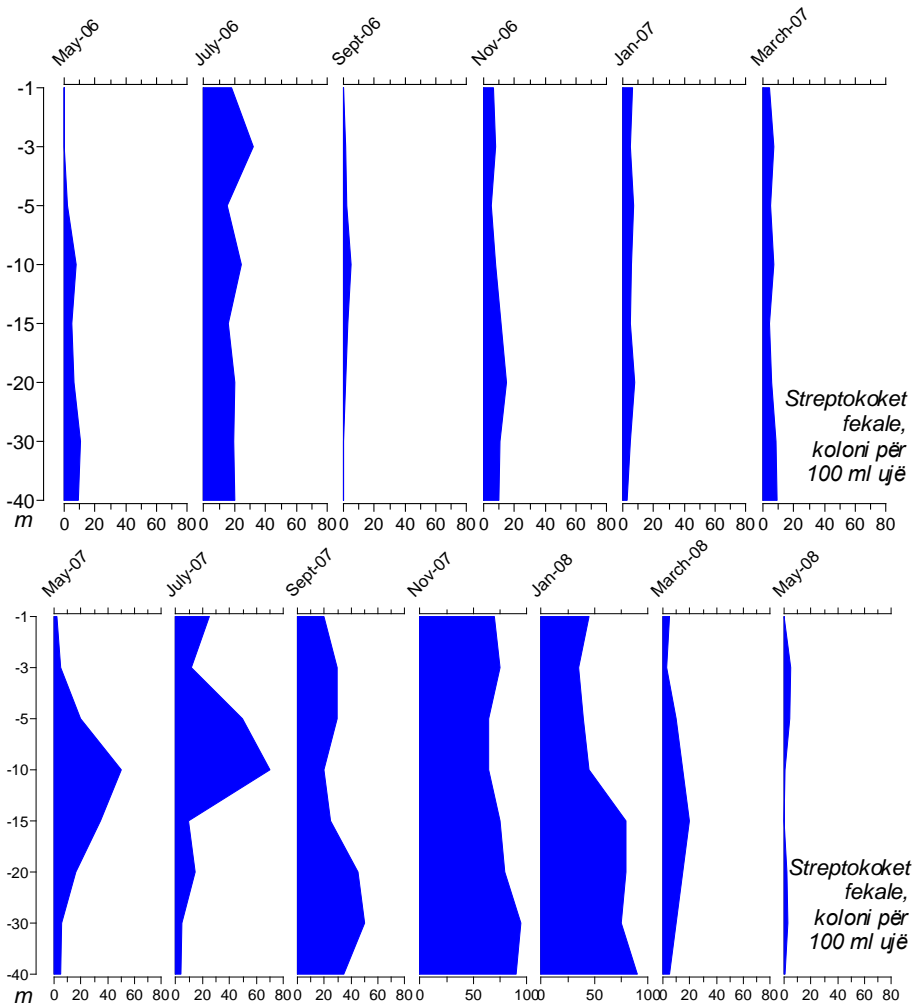 May-06 July-06 Sept-06 Nov-06 Jan-07 March-07
-1
-3
-5
-10
-15
-20
-30
-40
m
Streptokoket
fekale,
koloni për
100 ml ujë
0 20 40 60 80 0 20 40 60 80 0 20 40 60 80 0 20 40 60 80 0 20 40 60 80 0 20 40 60 80
May-07 July-07 Sept-07 Nov-07 Jan-08 March-08 May-08
-1
-3
-5
-10
-15
-20
-30
-40
m
Streptokoket
fekale,
koloni për
100 ml ujë
0 20 40 60 80 0 20 40 60 80 0 20 40 60 80 0 50 100 0 50 100 0 20 40 60 80 0 20 40 60 80